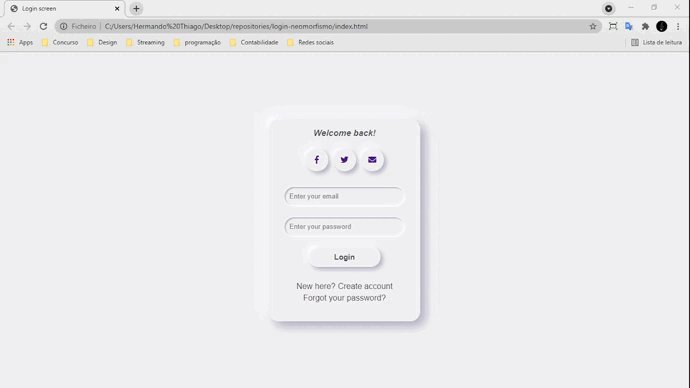 Login screen
Ficheiro | C:/Users/Hermando%20Thiago/Desktop/repositories/login-neomorfismo/index.html
Apps Concurso Design Streaming programação Contabilidade Redes sociais Lista de leitura
Welcome back!
Enter your email
Enter your password
Login
New here? Create account
Forgot your password?